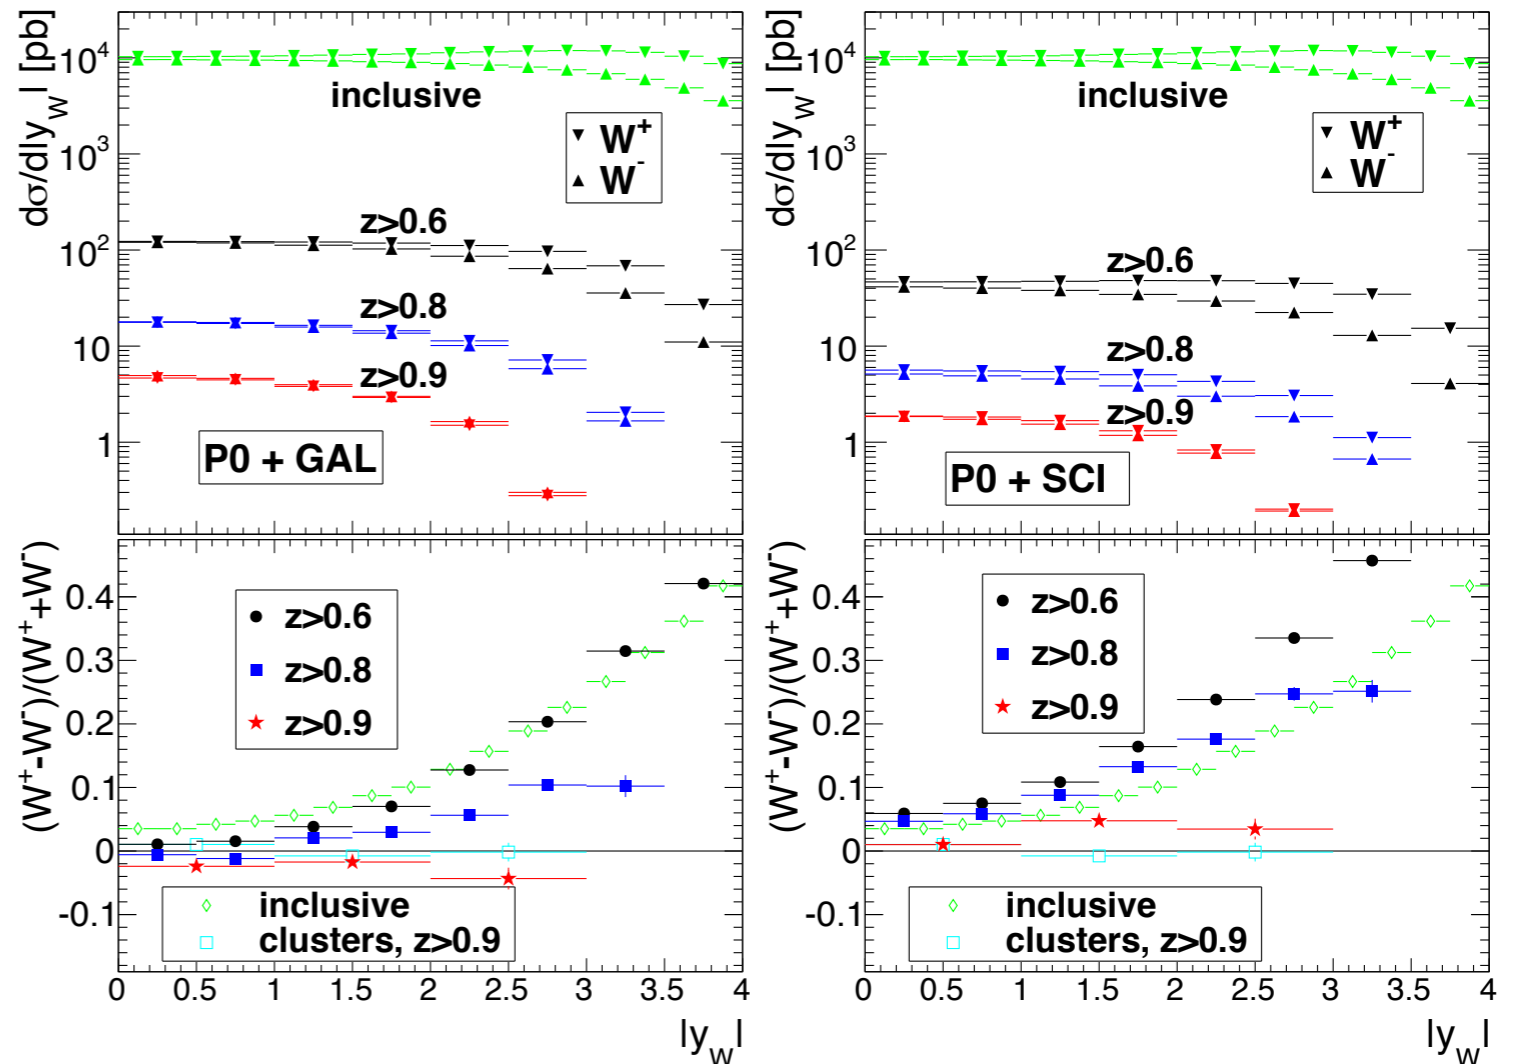 dσ/d|y_W| [pb]
10^4
10^3
10^2
10
1
inclusive
W^+
W^-
z>0.6
z>0.8
z>0.9
P0 + GAL
dσ/d|y_W| [pb]
10^4
10^3
10^2
10
1
inclusive
W^+
W^-
z>0.6
z>0.8
z>0.9
P0 + SCI
(W^+-W^-)/(W^++W^-)
0.4
0.3
0.2
0.1
0
-0.1
z>0.6
z>0.8
z>0.9
inclusive
clusters, z>0.9
0 0.5 1 1.5 2 2.5 3 3.5 4
|y_W|
(W^+-W^-)/(W^++W^-)
0.4
0.3
0.2
0.1
0
-0.1
z>0.6
z>0.8
z>0.9
inclusive
clusters, z>0.9
0 0.5 1 1.5 2 2.5 3 3.5 4
|y_W|